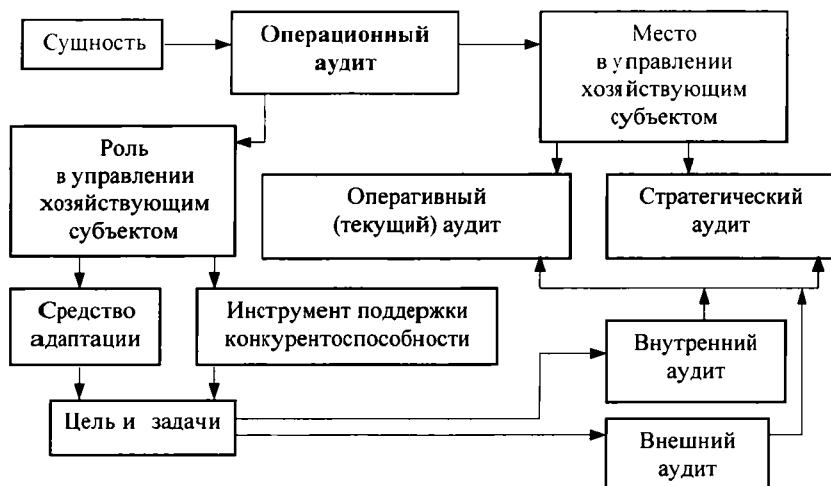 Сущность
Операционный
аудит
Место
в управлении
хозяйствующим
субъектом
Роль
в управлении
хозяйствующим
субъектом
Оперативный
(текущий) аудит
Стратегический
аудит
Средство
адаптации
Инструмент поддержки
конкурентоспособности
Внутренний
аудит
Цель и задачи
Внешний
аудит